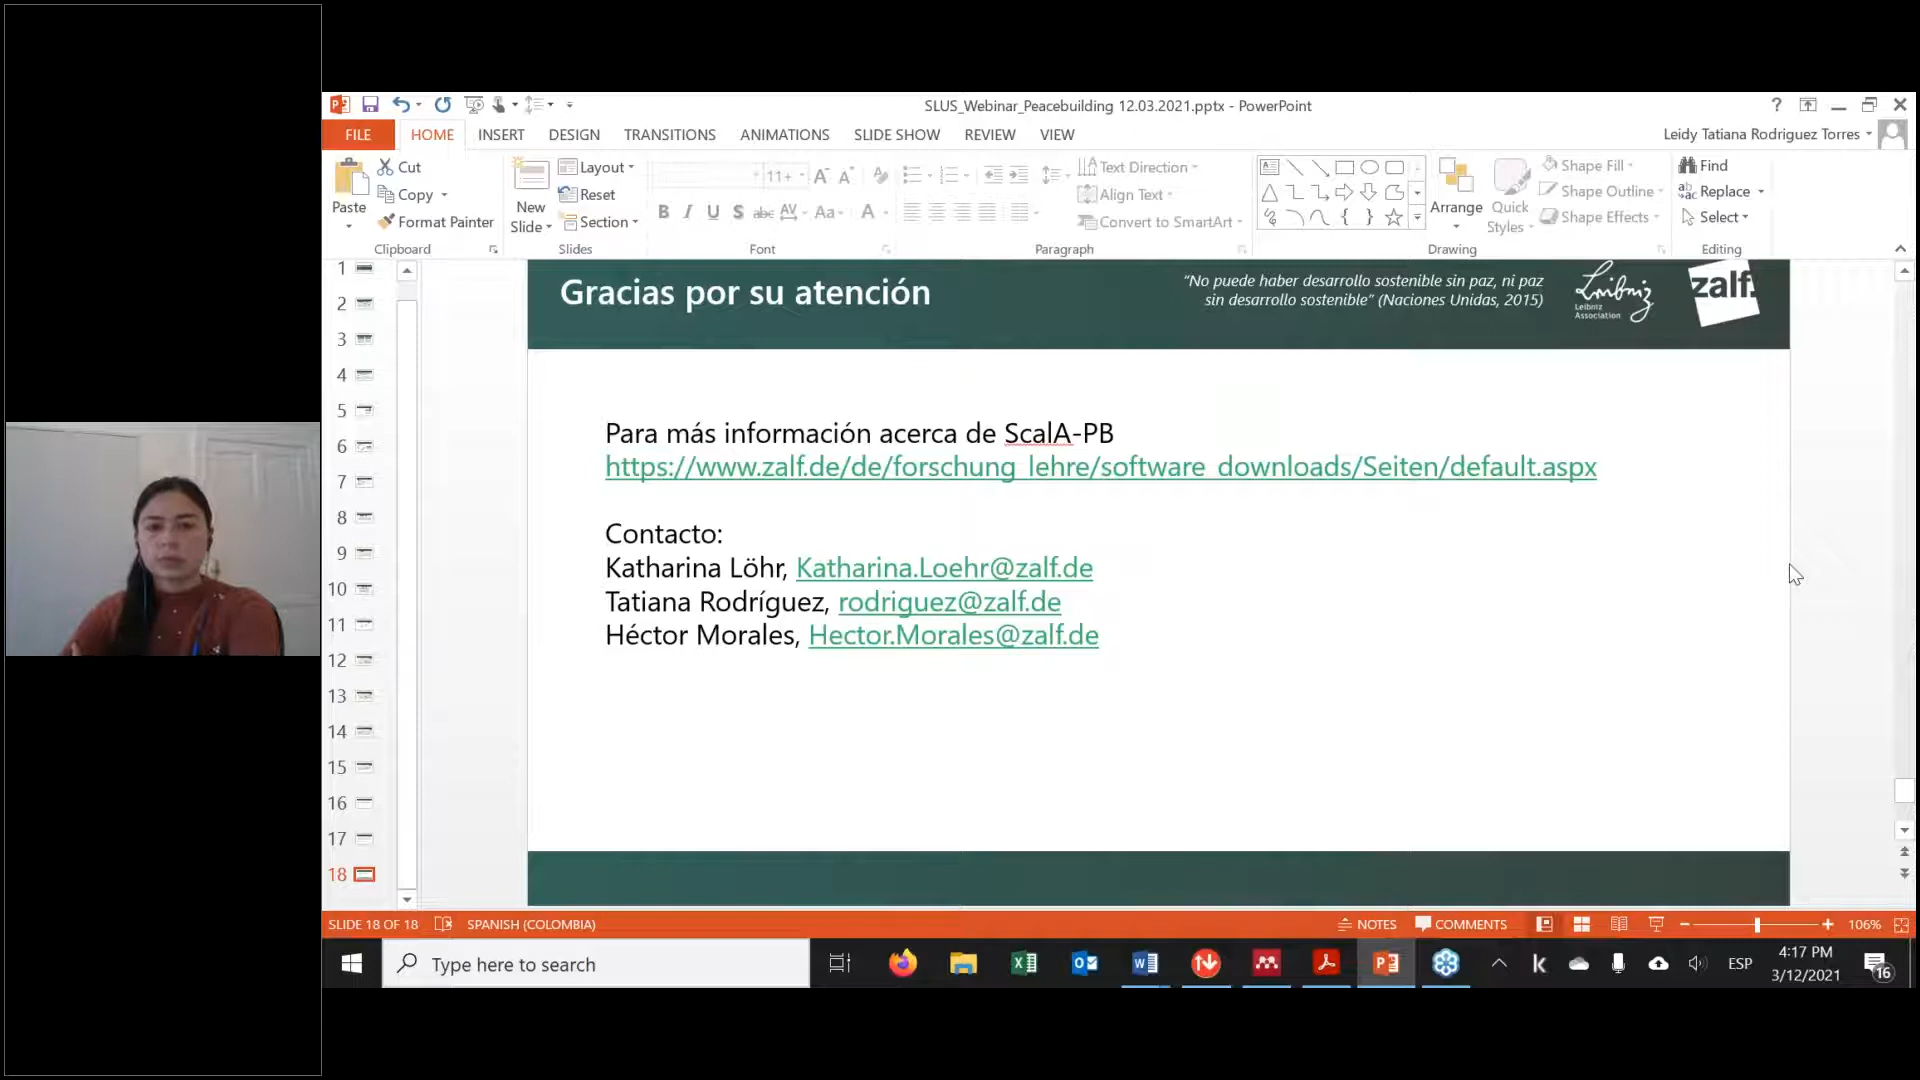 SLUS_Webinar_Peacebuilding 12.03.2021.pptx - PowerPoint
FILE HOME INSERT DESIGN TRANSITIONS ANIMATIONS SLIDE SHOW REVIEW VIEW
Leidy Tatiana Rodriguez Torres
Paste
Cut
Copy
Format Painter
Clipboard
New Slide
Layout
Reset
Section
Slides
11+
Font
Text Direction
Align Text
Convert to SmartArt
Paragraph
Arrange
Quick Styles
Shape Fill
Shape Outline
Shape Effects
Drawing
Find
Replace
Select
Editing
1
2
3
4
5
6
7
8
9
10
11
12
13
14
15
16
17
18
Gracias por su atención
“No puede haber desarrollo sostenible sin paz, ni paz
sin desarrollo sostenible” (Naciones Unidas, 2015)
Leibniz
Leibniz
Association
zalf.
Para más información acerca de ScalA-PB
https://www.zalf.de/de/forschung_lehre/software_downloads/Seiten/default.aspx
Contacto:
Katharina Löhr, Katharina.Loehr@zalf.de
Tatiana Rodríguez, rodriguez@zalf.de
Héctor Morales, Hector.Morales@zalf.de
SLIDE 18 OF 18 SPANISH (COLOMBIA) NOTES COMMENTS 106%
Type here to search
ESP
4:17 PM
3/12/2021
16